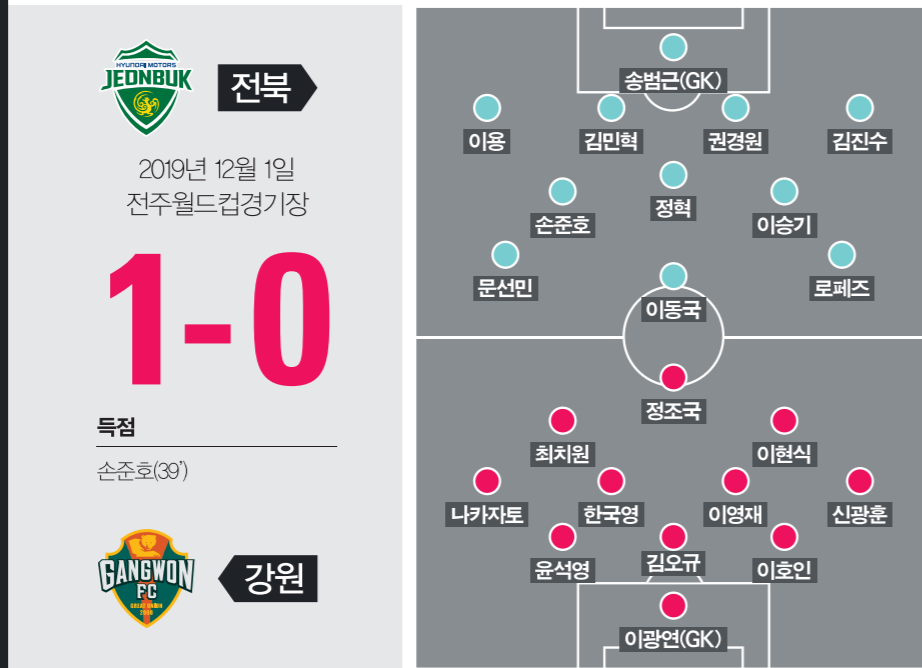 HYUNDAI MOTORS
JEONBUK
전북
2019년 12월 1일
전주월드컵경기장
1-0
득점
손준호(39')
GANGWON
FC
GREAT UNION
2008
강원
송범근(GK)
이용 김민혁 권경원 김진수
정혁
손준호 이승기
문선민 로페즈
이동국
정조국
최치원 이현식
나카자토 한국영 이영재 신광훈
윤석영 김오규 이호인
이광연(GK)